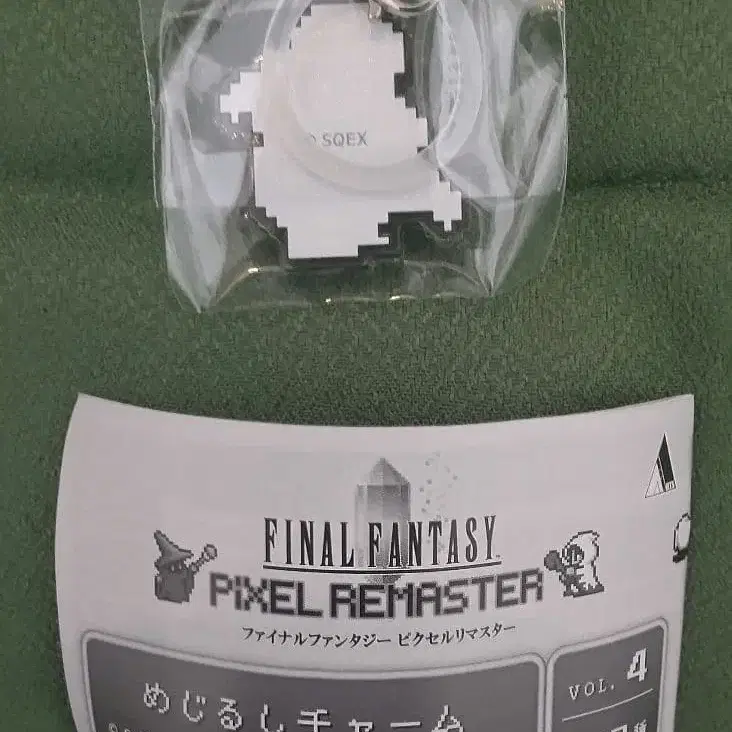 SQEX
FINAL FANTASY
PIXEL REMASTER
ファイナルファンタジー ピクセルリマスター
めじるしチャーム
VOL. 4
種